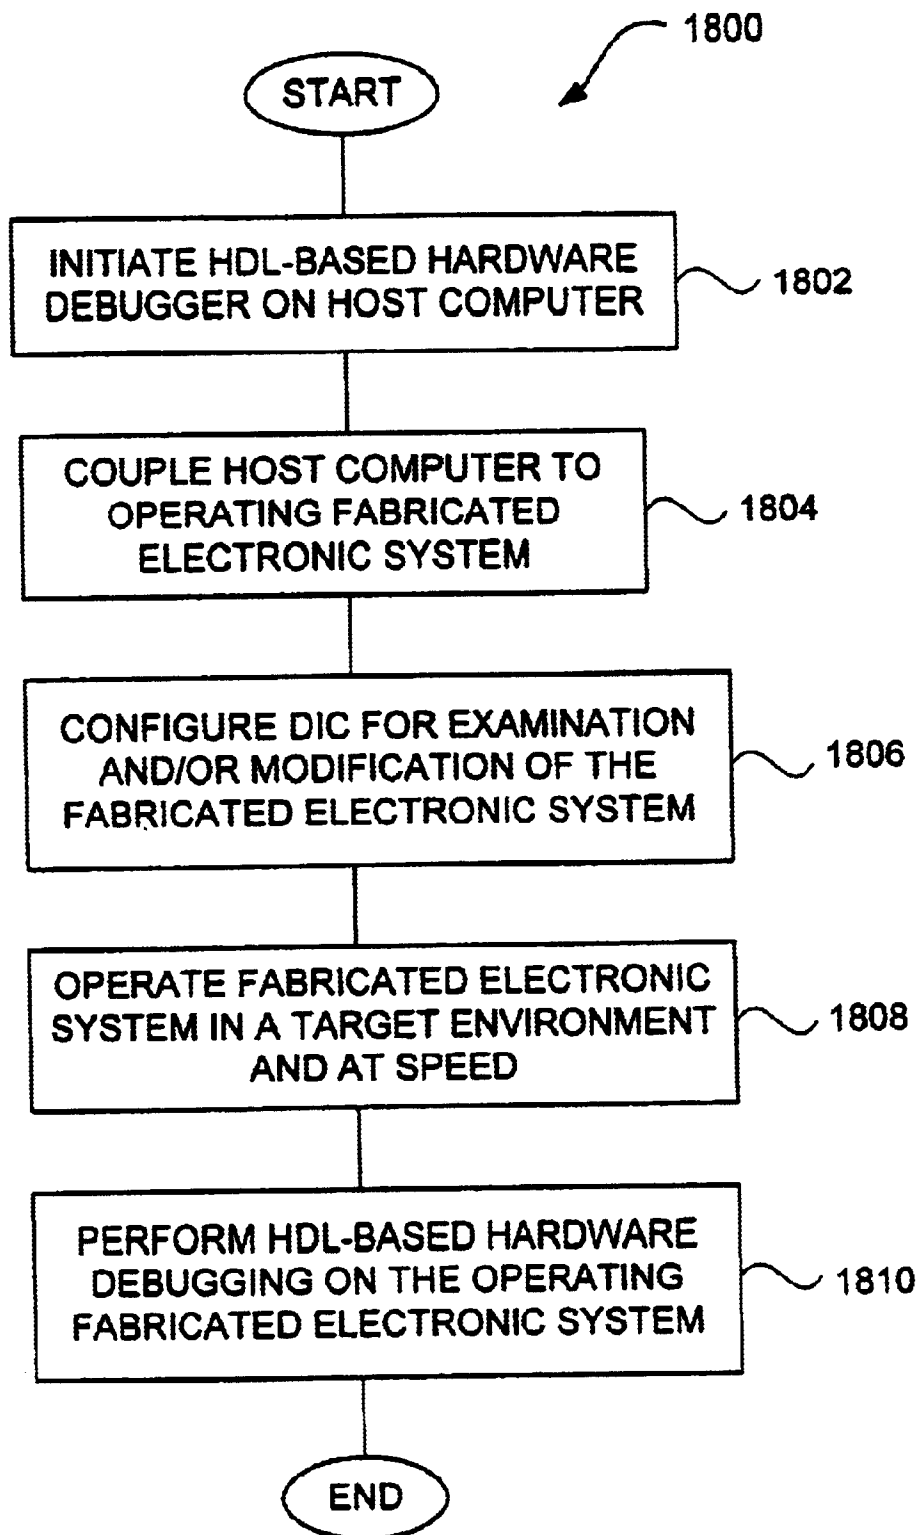 1800
START
INITIATE HDL-BASED HARDWARE
DEBUGGER ON HOST COMPUTER
1802
COUPLE HOST COMPUTER TO
OPERATING FABRICATED
ELECTRONIC SYSTEM
1804
CONFIGURE DIC FOR EXAMINATION
AND/OR MODIFICATION OF THE
FABRICATED ELECTRONIC SYSTEM
1806
OPERATE FABRICATED ELECTRONIC
SYSTEM IN A TARGET ENVIRONMENT
AND AT SPEED
1808
PERFORM HDL-BASED HARDWARE
DEBUGGING ON THE OPERATING
FABRICATED ELECTRONIC SYSTEM
1810
END